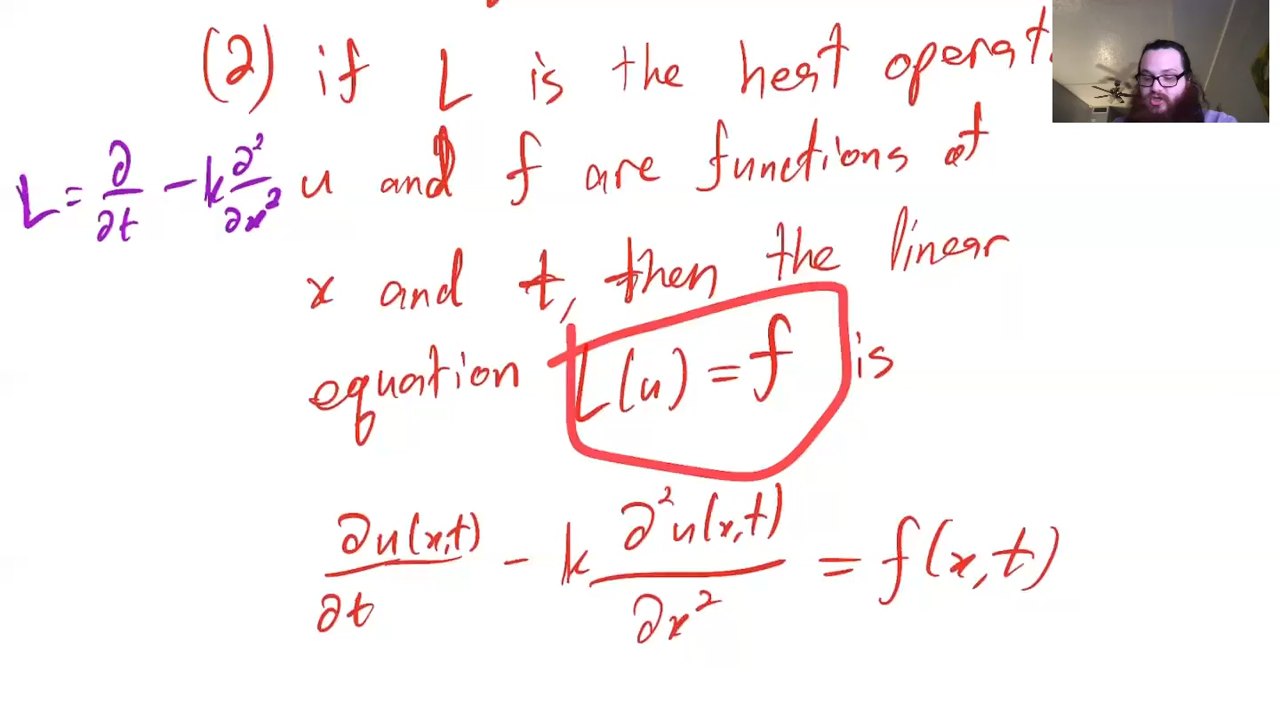 (2) if L is the heat operat
L = ∂/∂t - k ∂²/∂x²
u and f are functions of
x and t, then the linear
equation L(u) = f is
∂u(x,t)/∂t - k ∂²u(x,t)/∂x² = f(x,t)